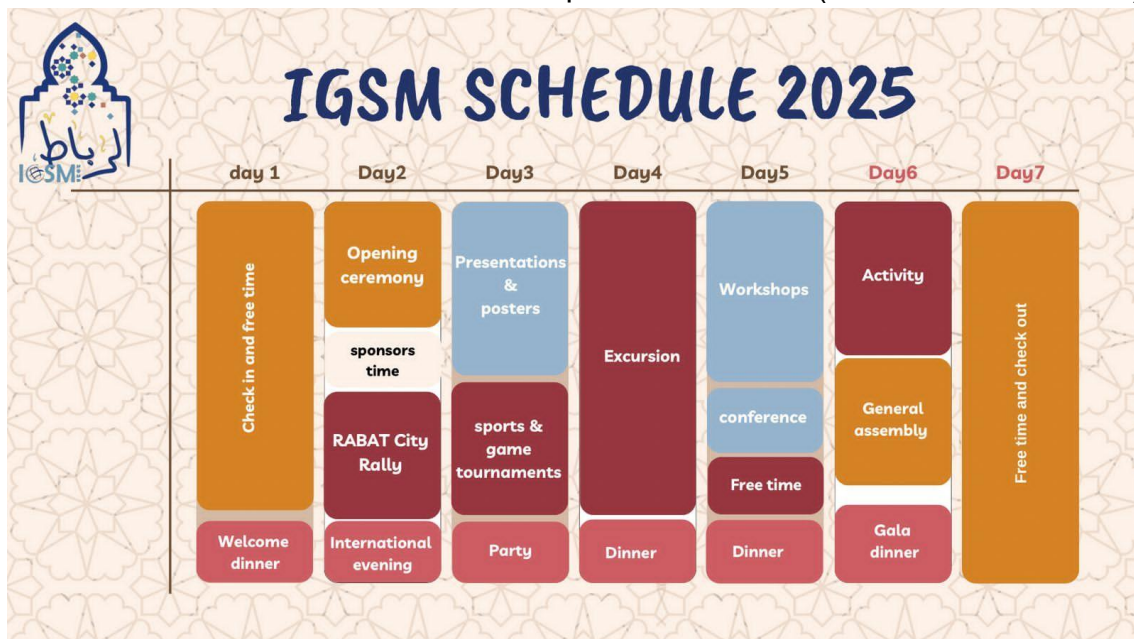 IGSM SCHEDULE 2025
الرباط
IGSM
day 1
Day2
Day3
Day4
Day5
Day6
Day7
Check in and free time
Welcome
dinner
Opening
ceremony
sponsors
time
RABAT City
Rally
International
evening
Presentations
&
posters
sports &
game
tournaments
Party
Excursion
Dinner
Workshops
conference
Free time
Dinner
Activity
General
assembly
Gala
dinner
Free time and check out